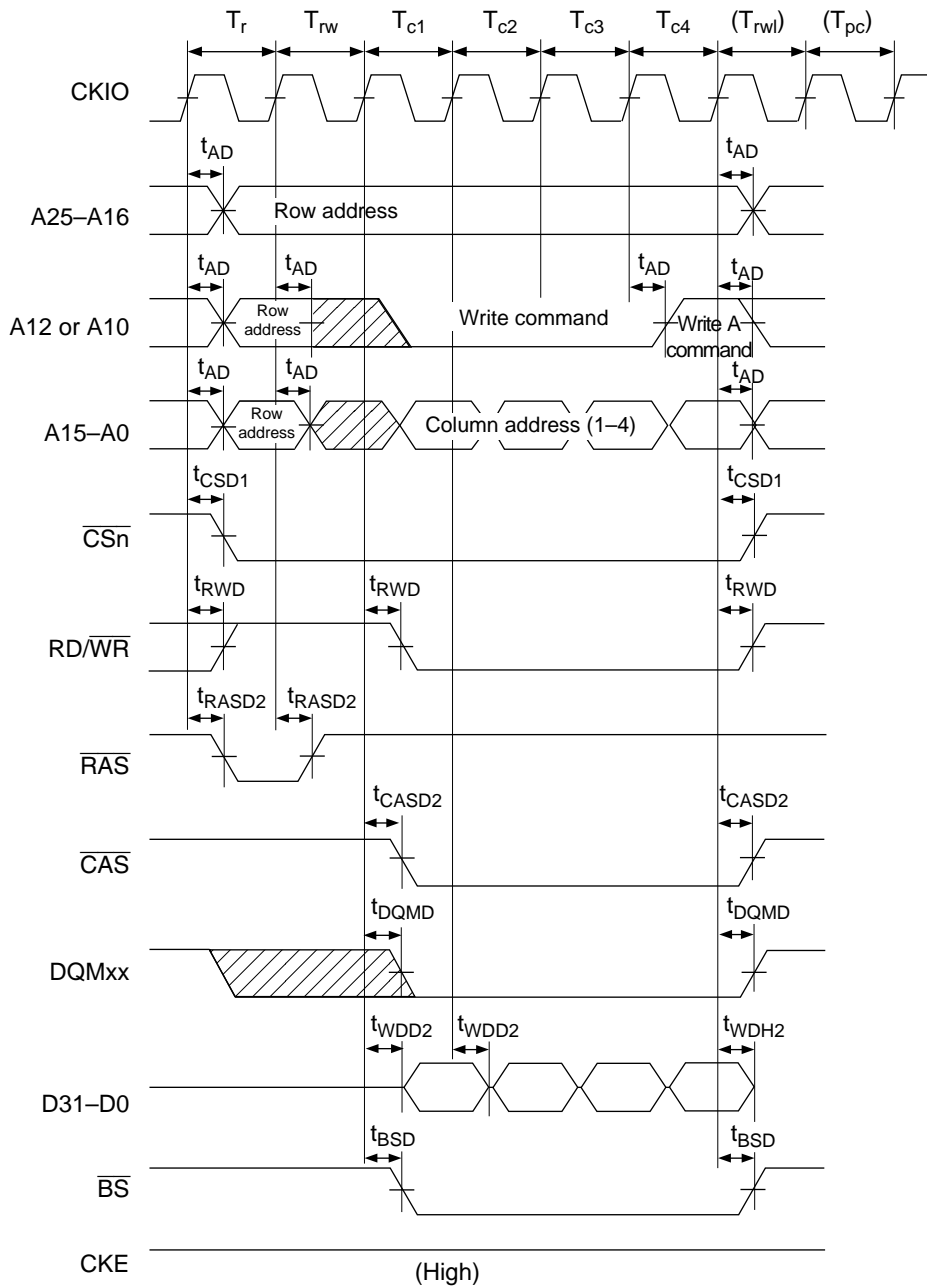 Tr Trw Tc1 Tc2 Tc3 Tc4 (Trwl) (Tpc)
CKIO
tAD tAD
A25–A16 Row address
tAD tAD tAD tAD
A12 or A10 Row address Write command Write A command
tAD tAD tAD
A15–A0 Row address Column address (1–4)
tCSD1 tCSD1
CSn
tRWD tRWD tRWD
RD/WR
tRASD2 tRASD2
RAS
tCASD2 tCASD2
CAS
tDQMD tDQMD
DQMxx
tWDD2 tWDD2 tWDH2
D31–D0
tBSD tBSD
BS
CKE (High)